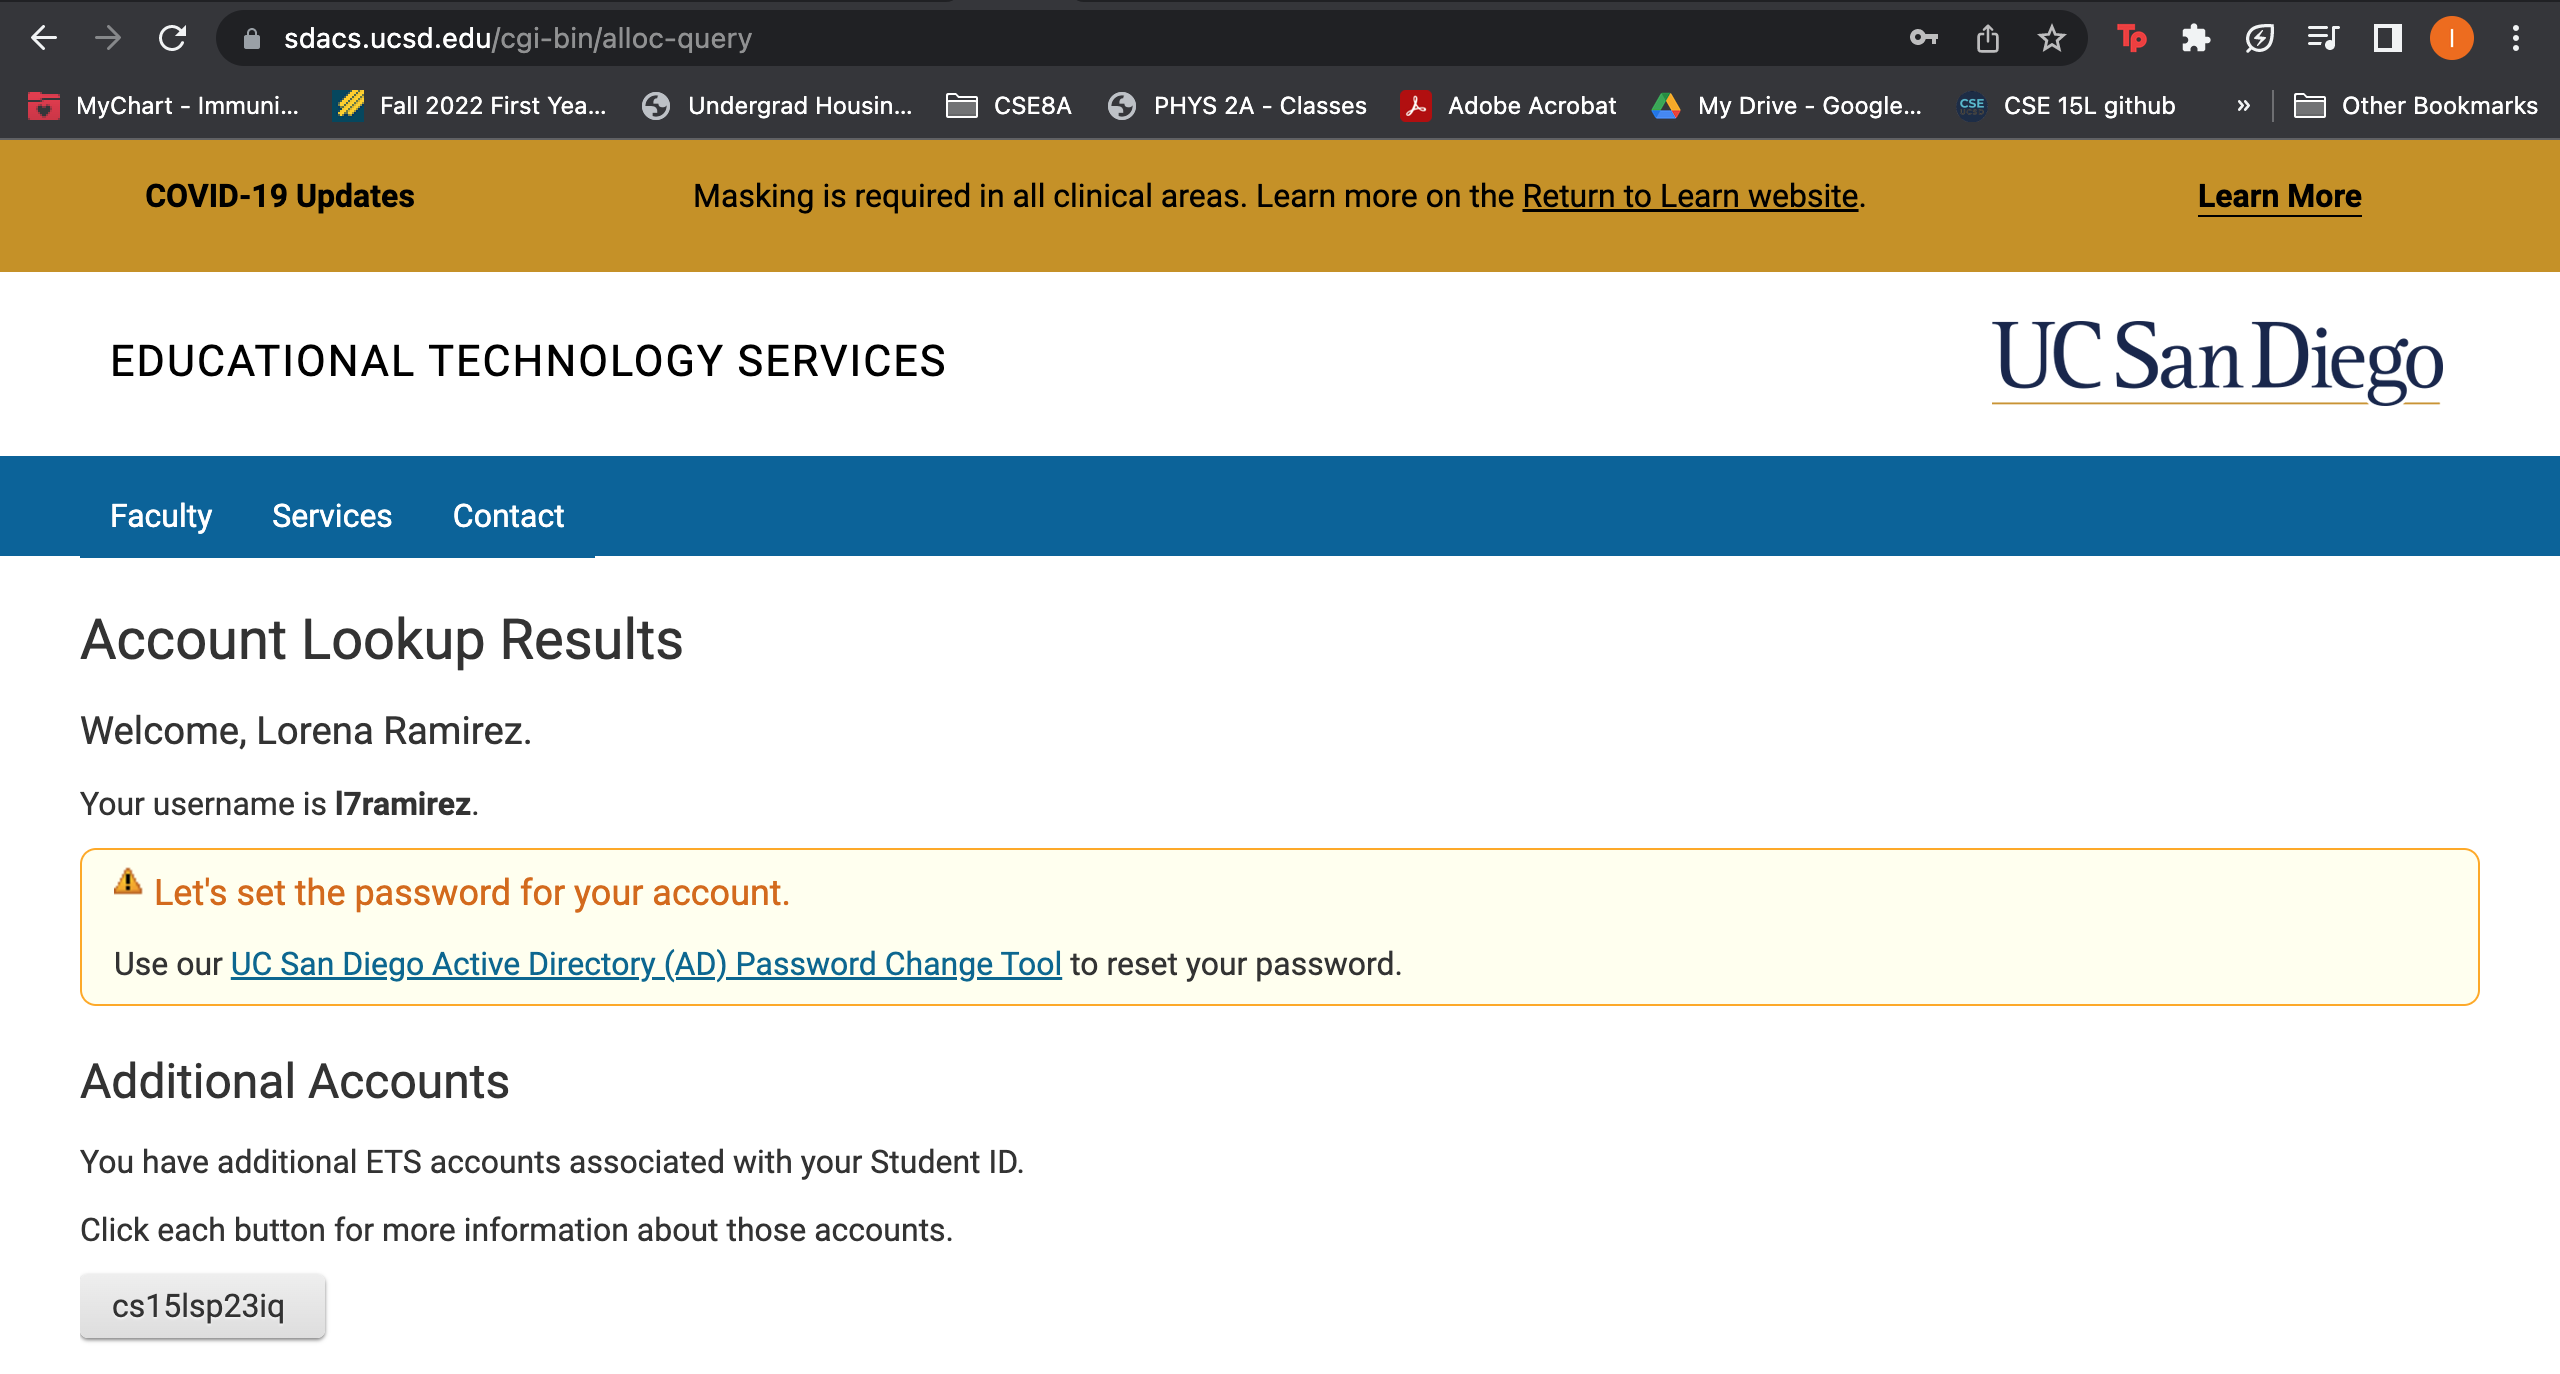 sdacs.ucsd.edu/cgi-bin/alloc-query
Tp
I
MyChart - Immuni...
Fall 2022 First Yea...
Undergrad Housin...
CSE8A
PHYS 2A - Classes
Adobe Acrobat
My Drive - Google...
CSE
CSE 15L github
»
Other Bookmarks
COVID-19 Updates
Masking is required in all clinical areas. Learn more on the Return to Learn website.
Learn More
EDUCATIONAL TECHNOLOGY SERVICES
UC San Diego
Faculty
Services
Contact
Account Lookup Results
Welcome, Lorena Ramirez.
Your username is l7ramirez.
Let's set the password for your account.
Use our UC San Diego Active Directory (AD) Password Change Tool to reset your password.
Additional Accounts
You have additional ETS accounts associated with your Student ID.
Click each button for more information about those accounts.
cs15lsp23iq